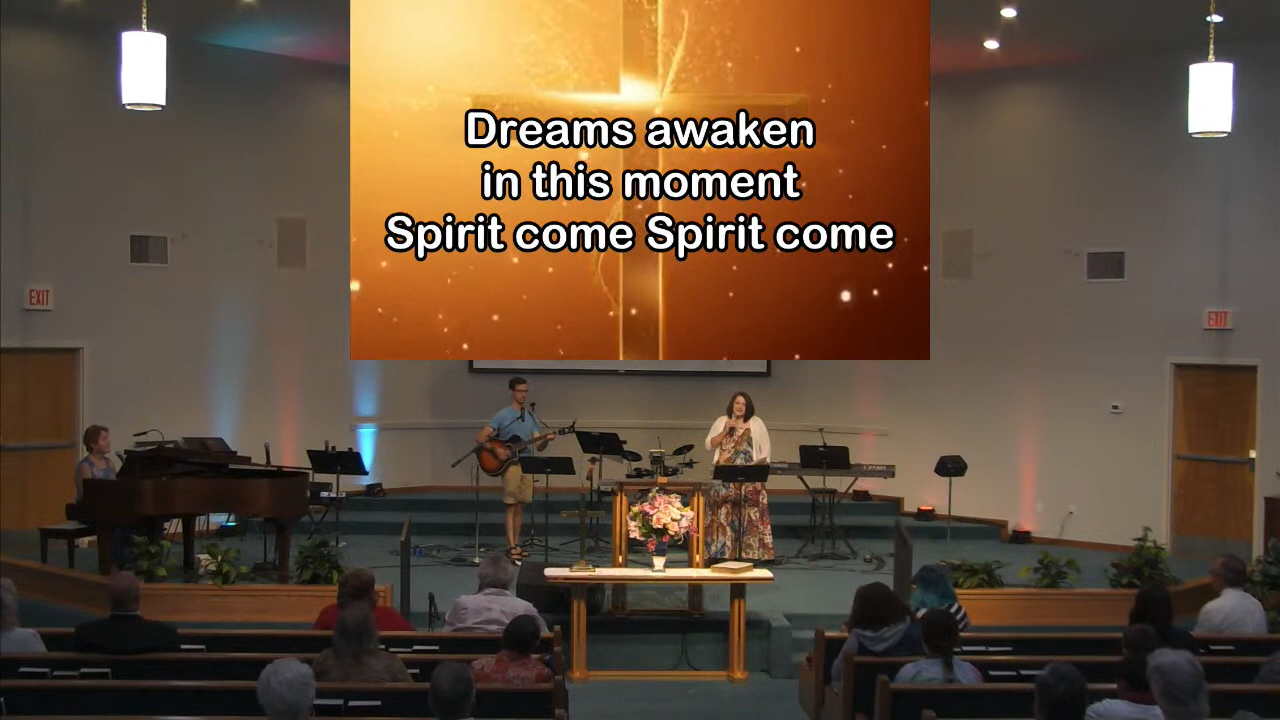 Dreams awaken
in this moment
Spirit come Spirit come
EXIT
EXIT